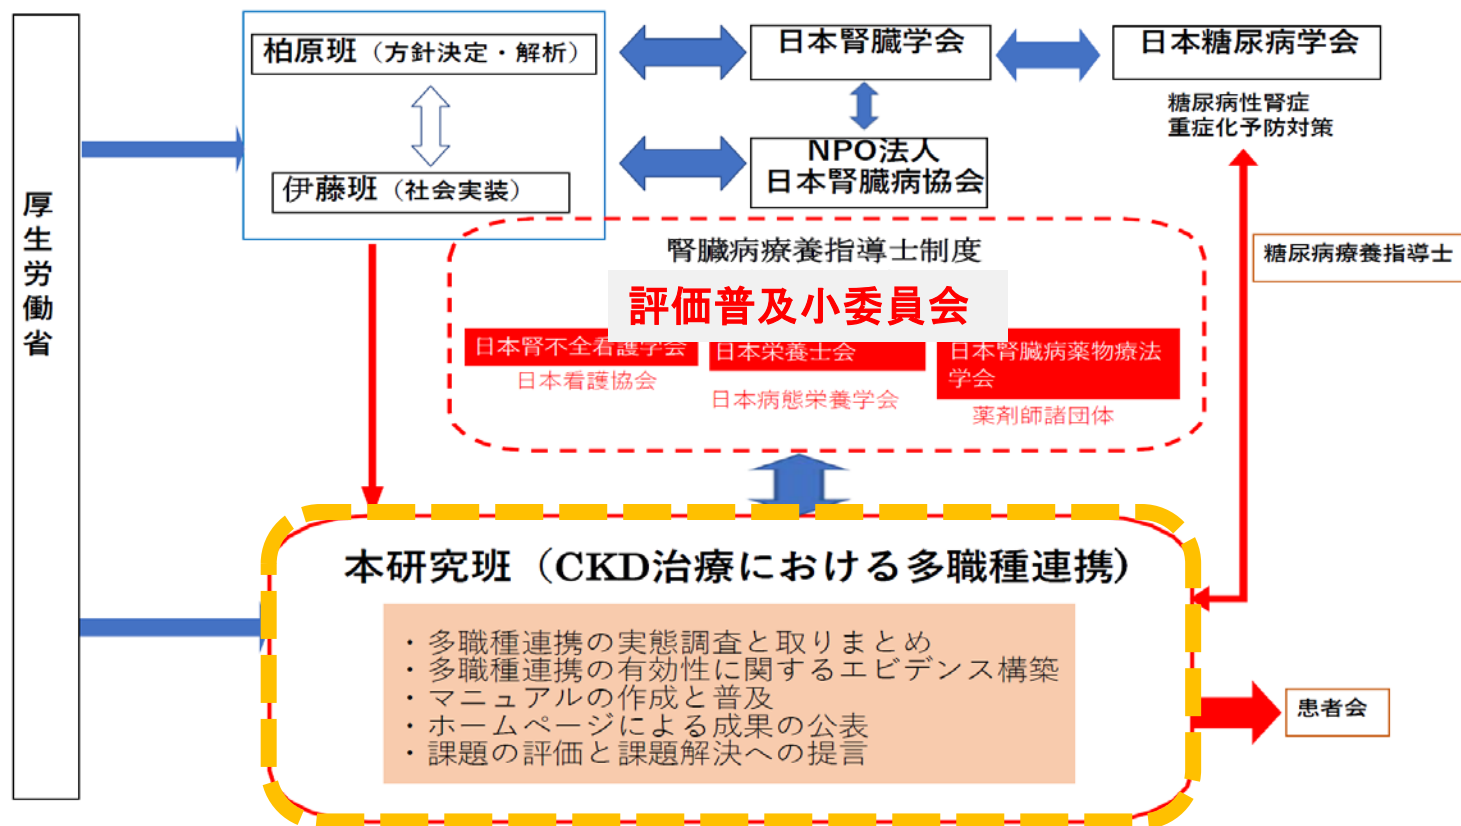 厚生労働省
柏原班（方針決定・解析）
伊藤班（社会実装）
日本腎臓学会
日本糖尿病学会
糖尿病性腎症
重症化予防対策
NPO法人
日本腎臓病協会
腎臓病療養指導士制度
評価普及小委員会
糖尿病療養指導士
日本腎不全看護学会
日本看護協会
日本栄養士会
日本病態栄養学会
日本腎臓病薬物療法
学会
薬剤師諸団体
本研究班（CKD治療における多職種連携)
・多職種連携の実態調査と取りまとめ
・多職種連携の有効性に関するエビデンス構築
・マニュアルの作成と普及
・ホームページによる成果の公表
・課題の評価と課題解決への提言
患者会